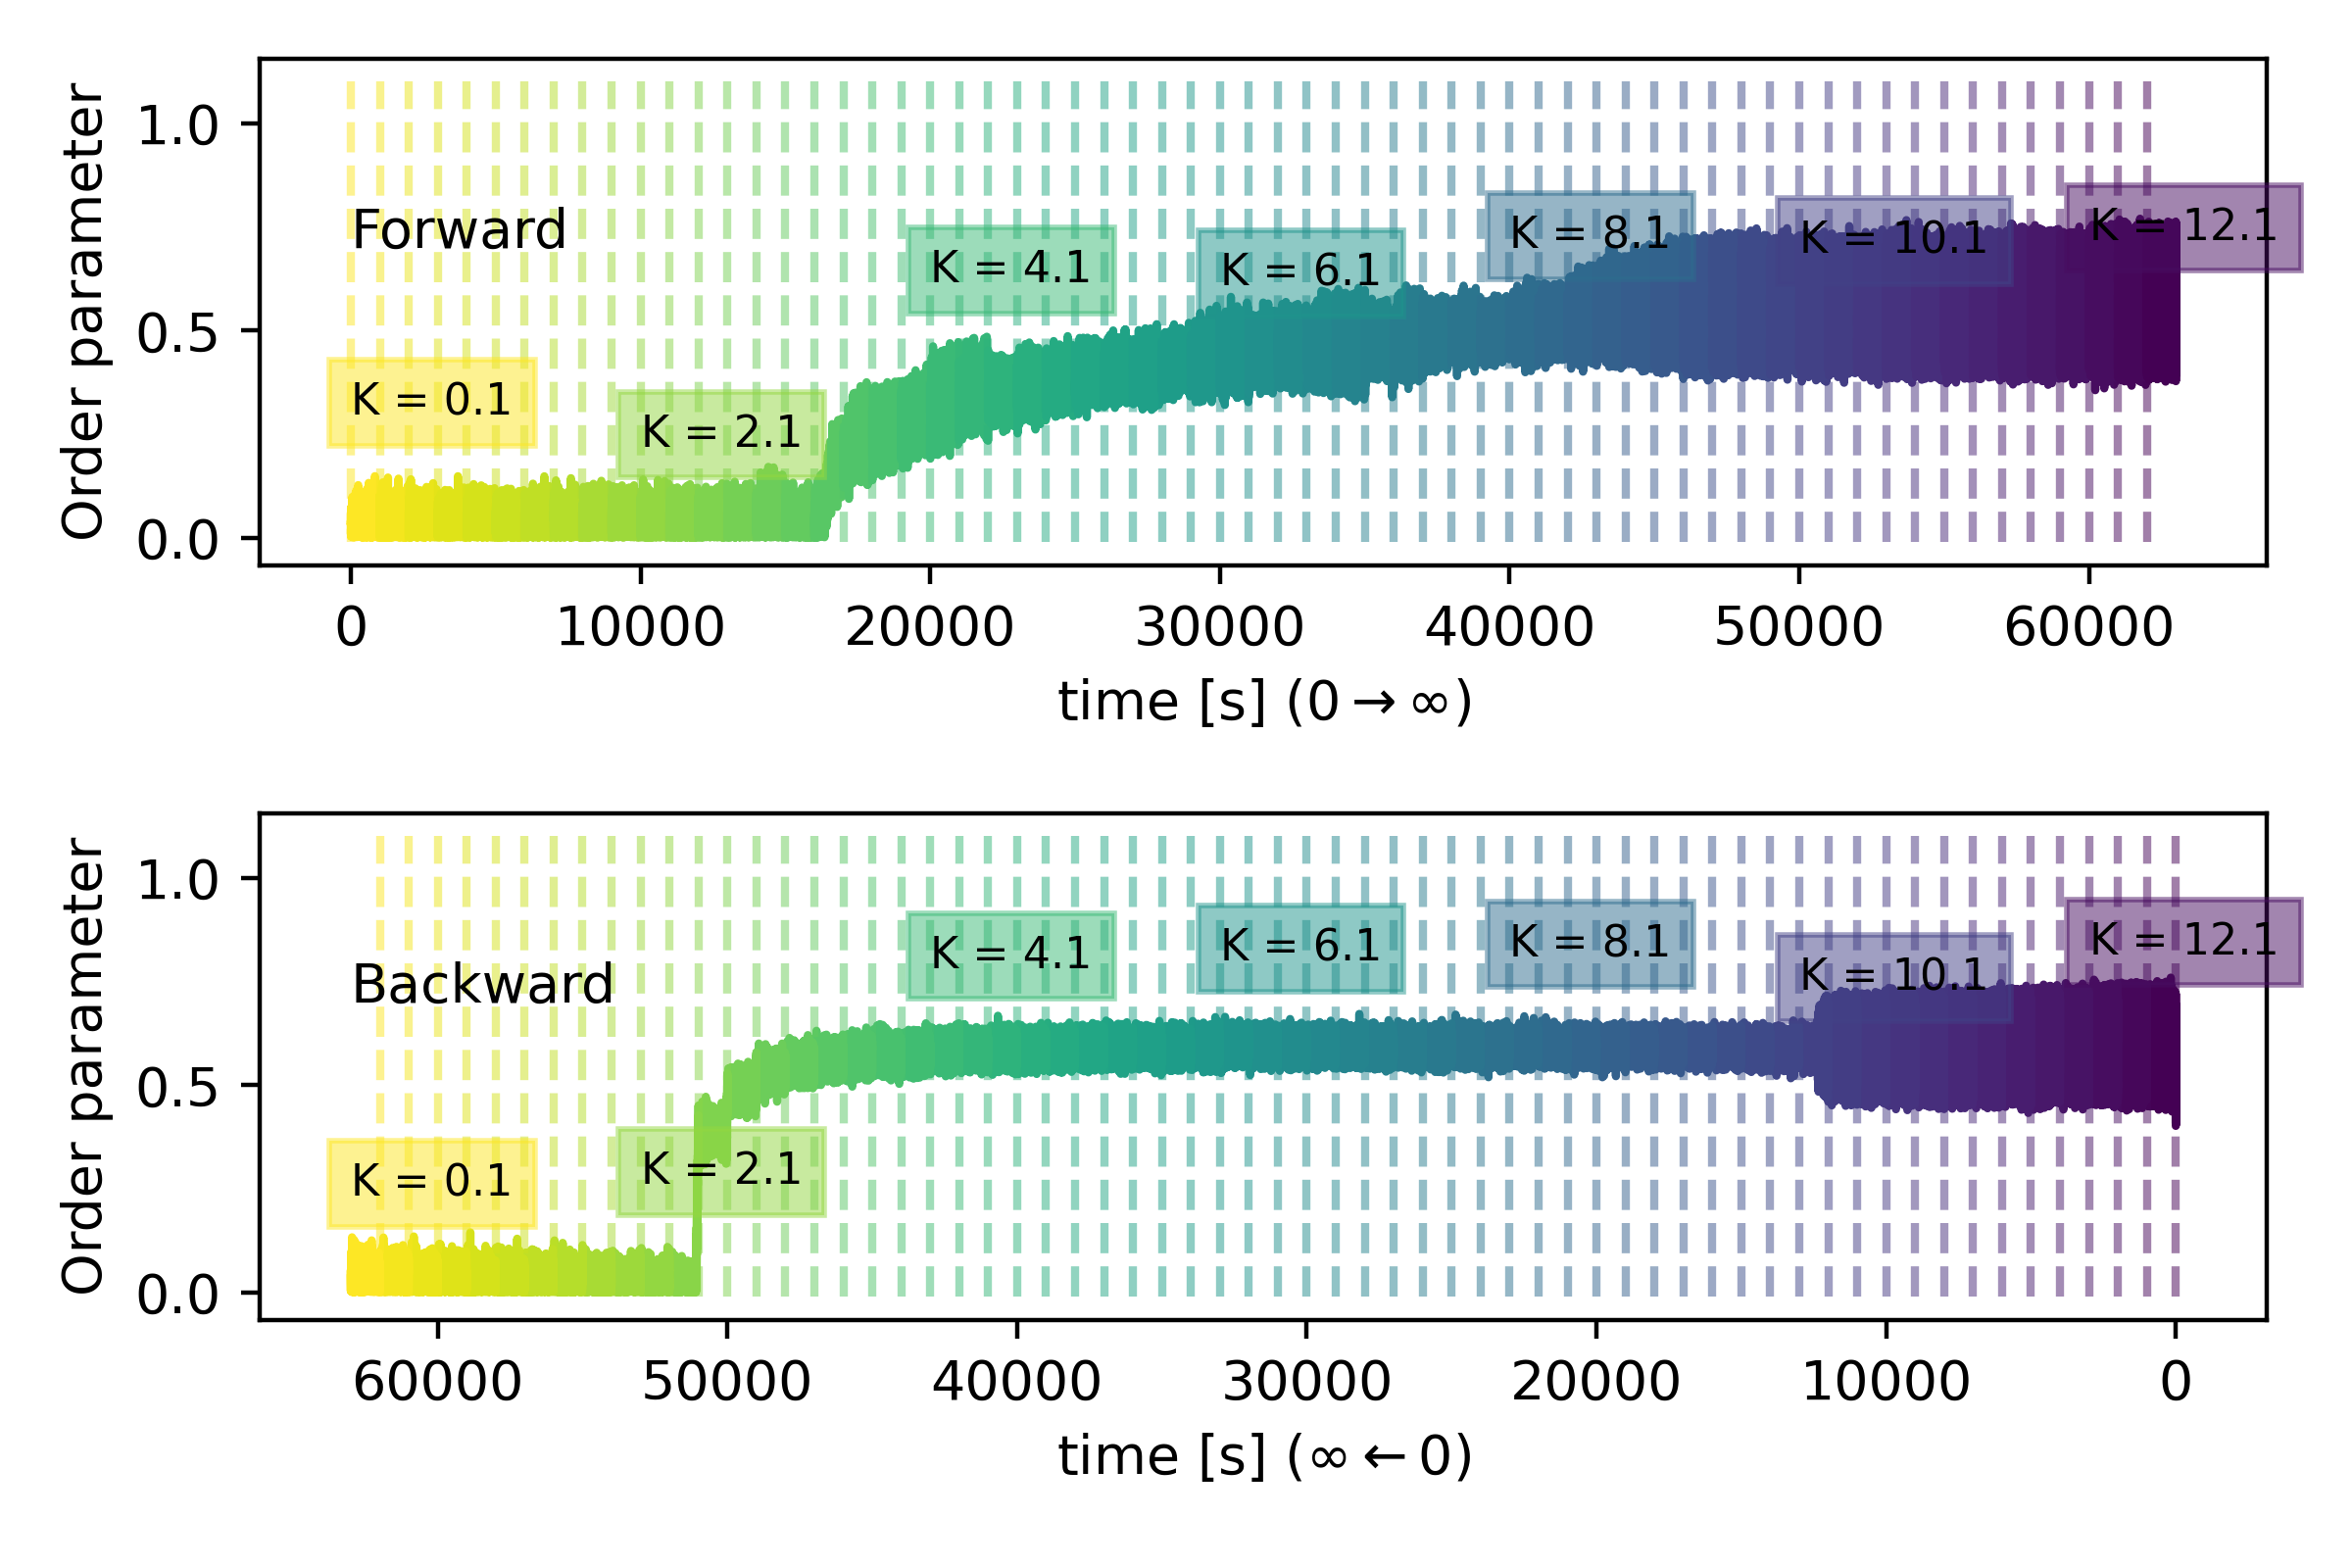 Order parameter
1.0
0.5
0.0
Forward
K = 0.1
K = 2.1
K = 4.1
K = 6.1
K = 8.1
K = 10.1
K = 12.1
0 10000 20000 30000 40000 50000 60000
time [s] (0→∞)
Order parameter
1.0
0.5
0.0
Backward
K = 0.1
K = 2.1
K = 4.1
K = 6.1
K = 8.1
K = 10.1
K = 12.1
60000 50000 40000 30000 20000 10000 0
time [s] (∞←0)